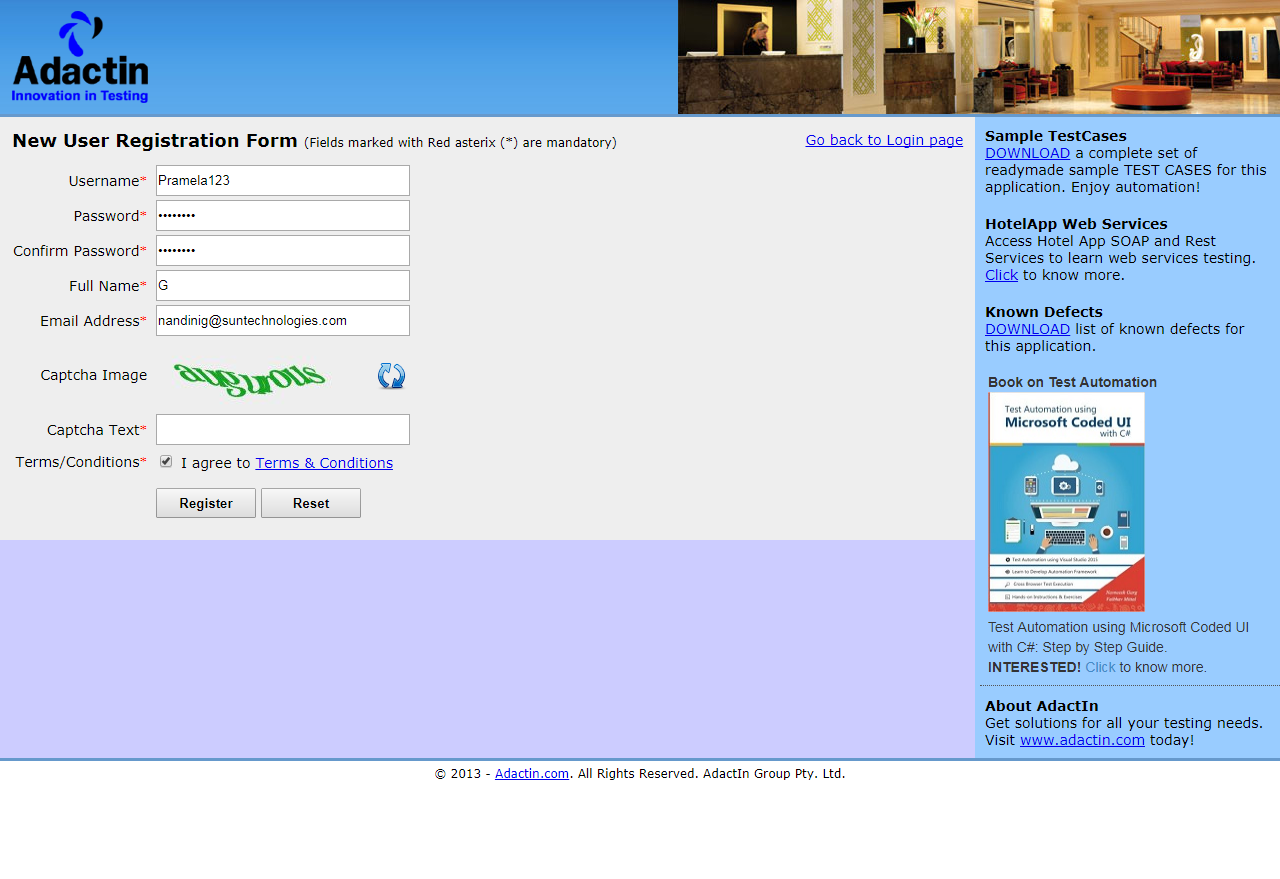 Adactin
Innovation in Testing
New User Registration Form (Fields marked with Red asterix (*) are mandatory)
Go back to Login page
Username* Pramela123
Password* ••••••••
Confirm Password* ••••••••
Full Name* G
Email Address* nandinig@suntechnologies.com
Captcha Image
Captcha Text*
Terms/Conditions* I agree to Terms & Conditions
Register Reset
Sample TestCases
DOWNLOAD a complete set of
readymade sample TEST CASES for this
application. Enjoy automation!
HotelApp Web Services
Access Hotel App SOAP and Rest
Services to learn web services testing.
Click to know more.
Known Defects
DOWNLOAD list of known defects for
this application.
Book on Test Automation
Test Automation using
Microsoft Coded UI
with C#
Test Automation using Visual Studio 2015
Learn to Develop Automation Framework
Cross Browser Test Execution
Hands-on Instructions & Exercises
Navneesh Garg
Test Automation using Microsoft Coded UI
with C#: Step by Step Guide.
INTERESTED! Click to know more.
About AdactIn
Get solutions for all your testing needs.
Visit www.adactin.com today!
© 2013 - Adactin.com. All Rights Reserved. AdactIn Group Pty. Ltd.